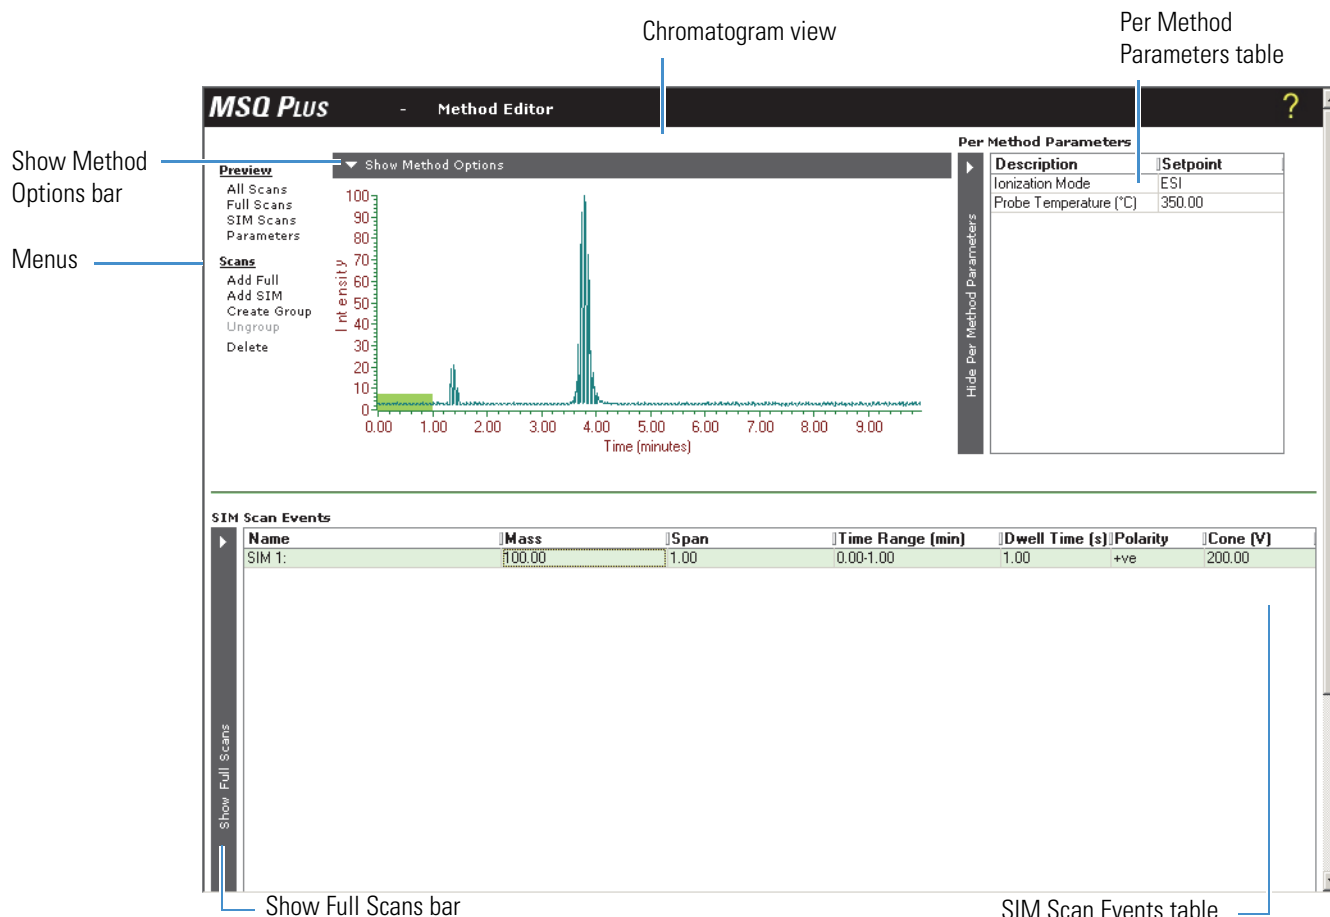 Chromatogram view
Per Method
Parameters table
MSQ PLUS - Method Editor ?
Show Method
Options bar
Menus
Preview
All Scans
Full Scans
SIM Scans
Parameters
Scans
Add Full
Add SIM
Create Group
Ungroup
Delete
Show Method Options
100
90
80
70
60
50
40
30
20
10
0
Intensity
0.00 1.00 2.00 3.00 4.00 5.00 6.00 7.00 8.00 9.00
Time (minutes)
Per Method Parameters
Hide Per Method Parameters
Description Setpoint
Ionization Mode ESI
Probe Temperature (°C) 350.00
SIM Scan Events
Name Mass Span Time Range (min) Dwell Time (s) Polarity Cone (V)
SIM 1: 100.00 1.00 0.00-1.00 1.00 +ve 200.00
Show Full Scans
Show Full Scans bar
SIM Scan Events table